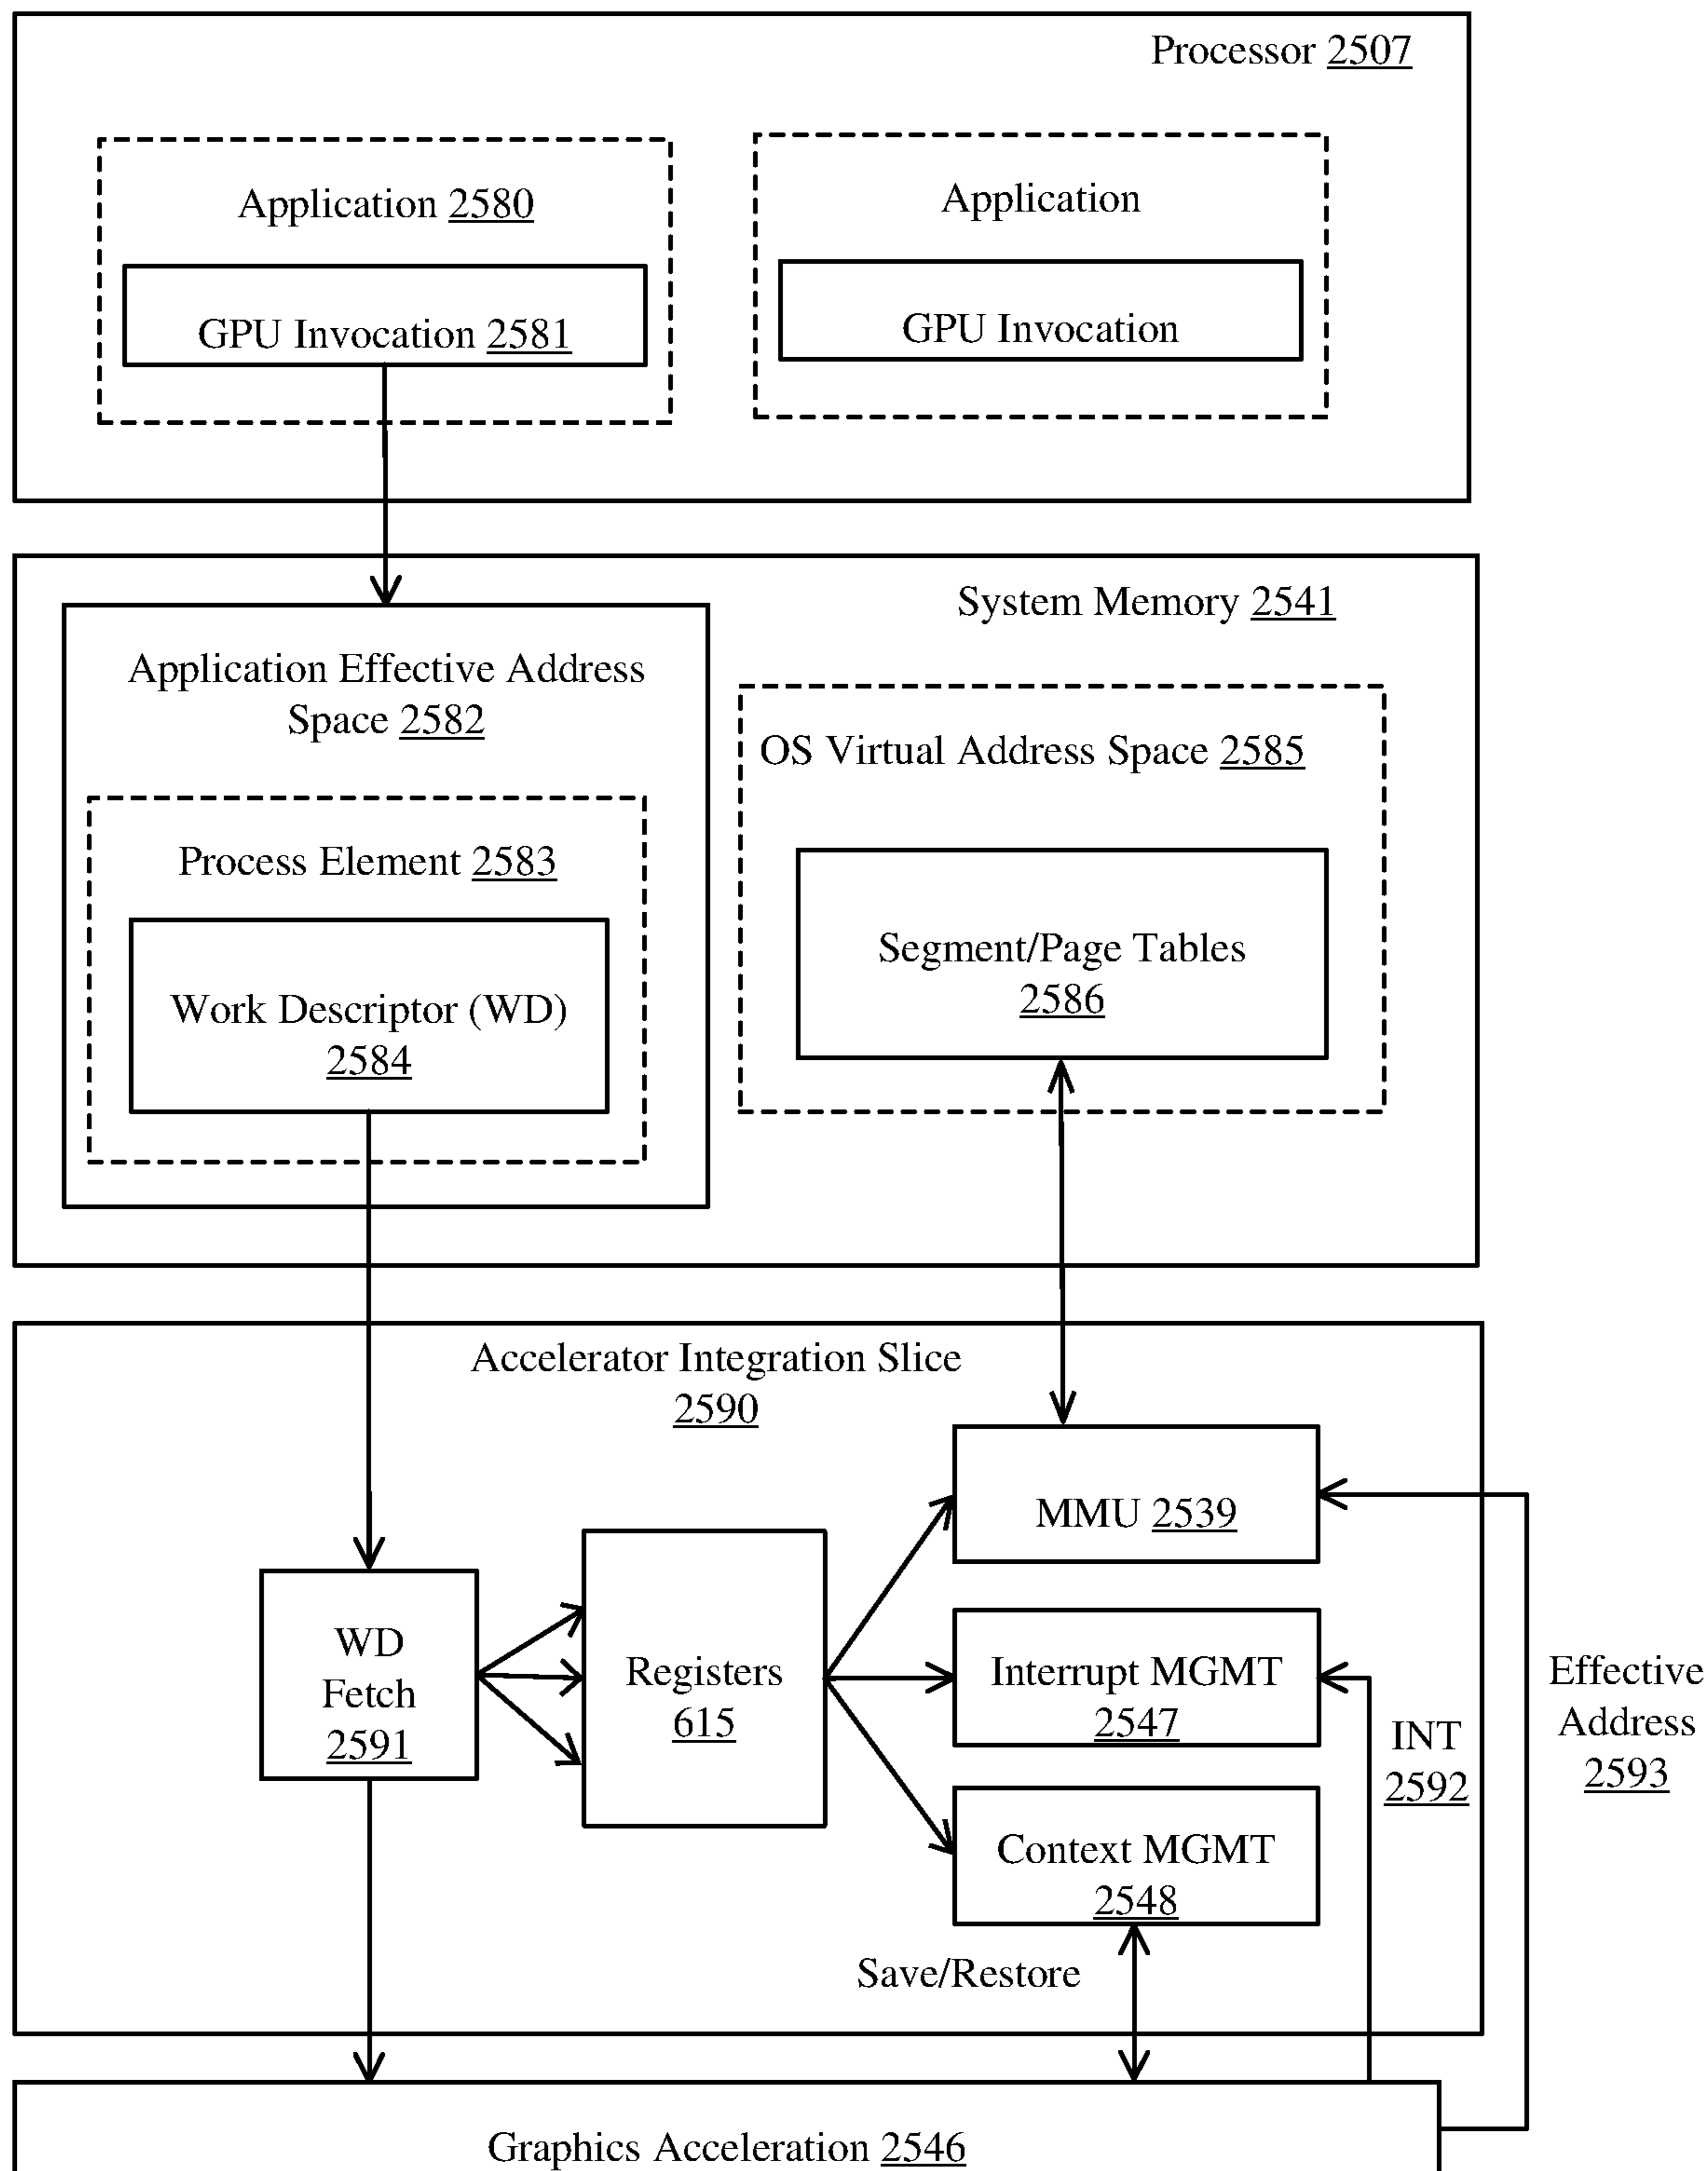 Processor 2507
Application 2580
GPU Invocation 2581
Application
GPU Invocation
System Memory 2541
Application Effective Address
Space 2582
Process Element 2583
Work Descriptor (WD)
2584
OS Virtual Address Space 2585
Segment/Page Tables
2586
Accelerator Integration Slice
2590
WD
Fetch
2591
Registers
615
MMU 2539
Interrupt MGMT
2547
Context MGMT
2548
Save/Restore
INT
2592
Effective
Address
2593
Graphics Acceleration 2546